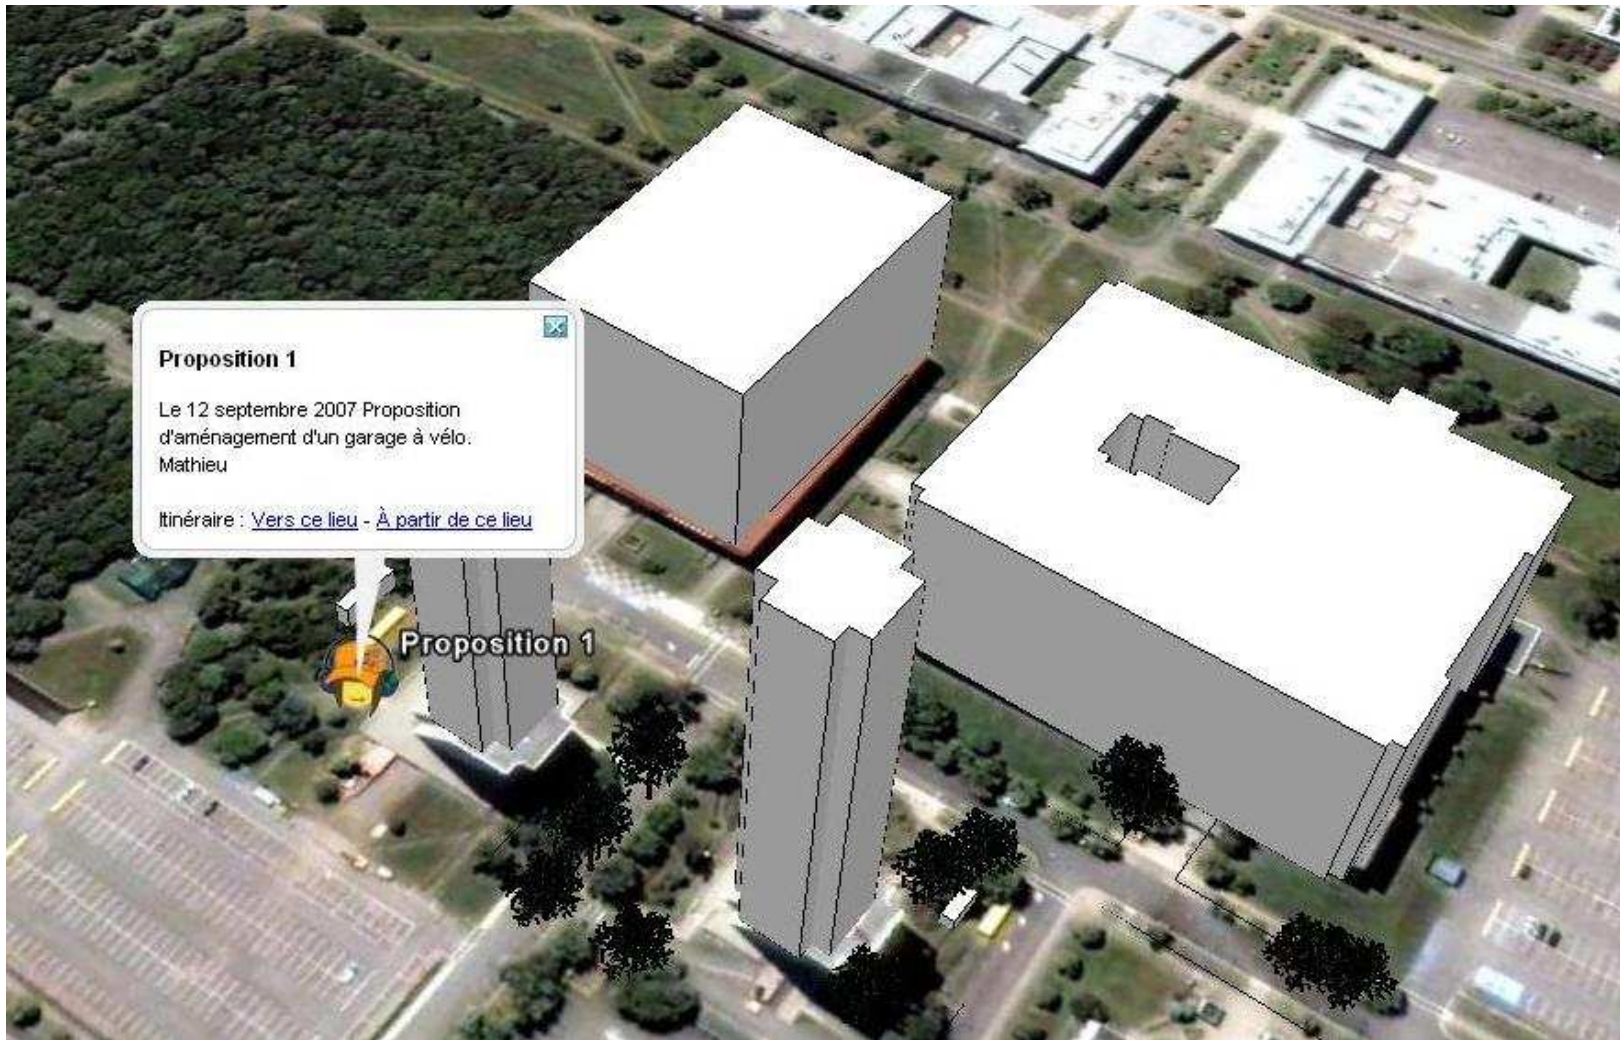 Proposition 1
Le 12 septembre 2007 Proposition
d'aménagement d'un garage à vélo.
Mathieu
Itinéraire : Vers ce lieu - À partir de ce lieu
Proposition 1